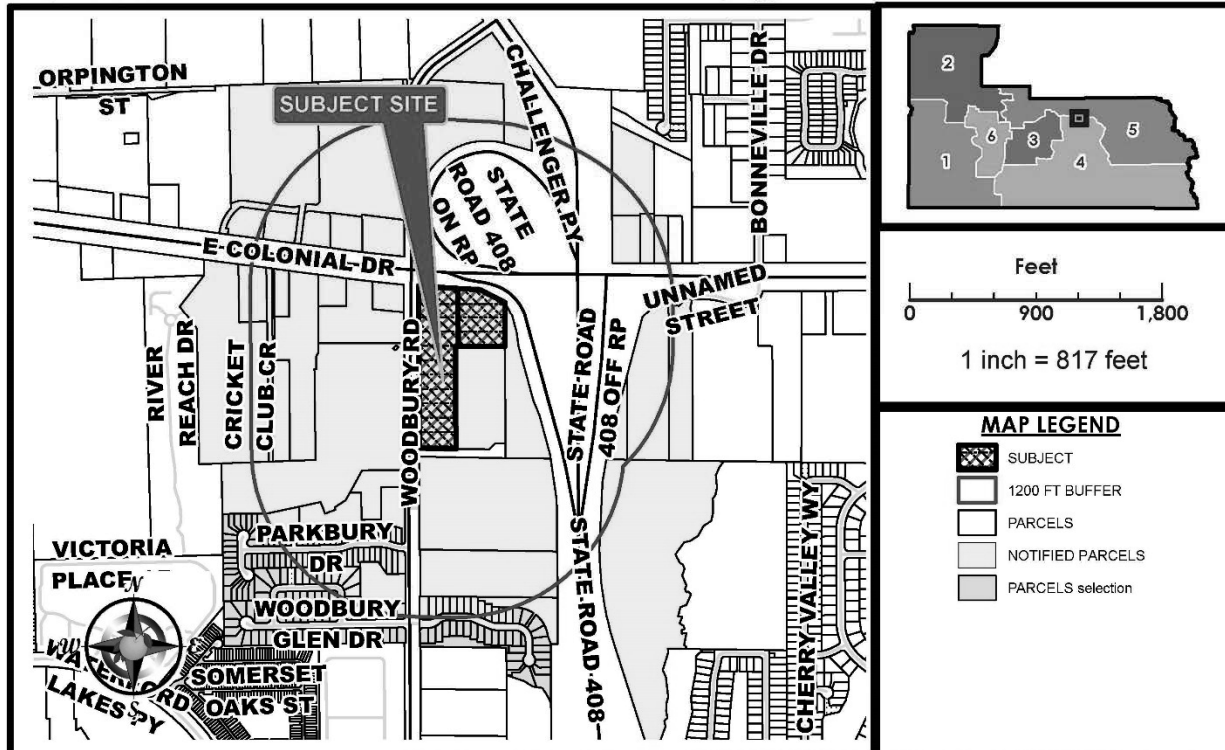 ORPINGTON
ST
SUBJECT SITE
CHALLENGER PY
BONNEVILLE DR
STATE
ROAD 408
ON RP
E COLONIAL DR
UNNAMED
STREET
RIVER
REACH DR
CRICKET
CLUB CR
WOODBURY RD
STATE ROAD
408 OFF RP
PARKBURY
DR
VICTORIA
PLACE
WOODBURY
GLEN DR
STATE ROAD 408
CHERRY VALLEY WY
N
W
E
S
WATERFORD
LAKES PY
SOMERSET
OAKS ST
2
1
6
3
5
4
Feet
0 900 1,800
1 inch = 817 feet
MAP LEGEND
SUBJECT
1200 FT BUFFER
PARCELS
NOTIFIED PARCELS
PARCELS selection